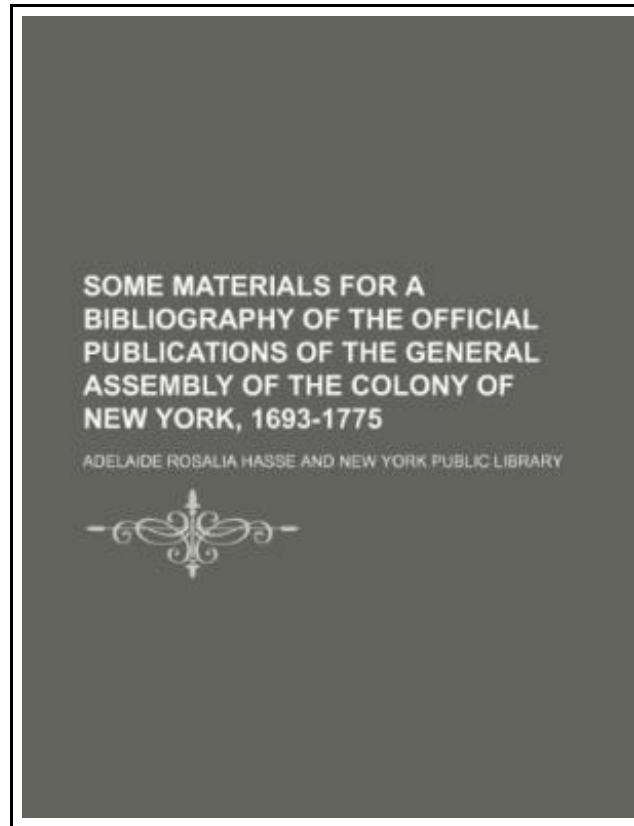 SOME MATERIALS FOR A
BIBLIOGRAPHY OF THE OFFICIAL
PUBLICATIONS OF THE GENERAL
ASSEMBLY OF THE COLONY OF
NEW YORK, 1693-1775
ADELAIDE ROSALIA HASSE AND NEW YORK PUBLIC LIBRARY